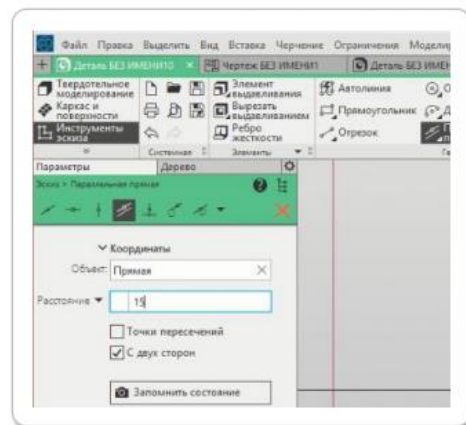 Файл Правка Выделить Вид Вставка Черчение Ограничения
Деталь БЕЗ ИМЕНИ10 × Чертеж БЕЗ ИМЕНИ1 Деталь БЕЗ
Твердотельное моделирование
Каркас и поверхности
Инструменты эскиза
Системная
Элемент выдавливания
Вырезать выдавливанием
Ребро жесткости
Элементы
Автолиния
Прямоугольник
Отрезок
Параметры Дерево
Эскиз Параллельная прямая
Координаты
Объект: Прямая
Расстояние 15
Точки пересечений
С двух сторон
Запомнить состояние